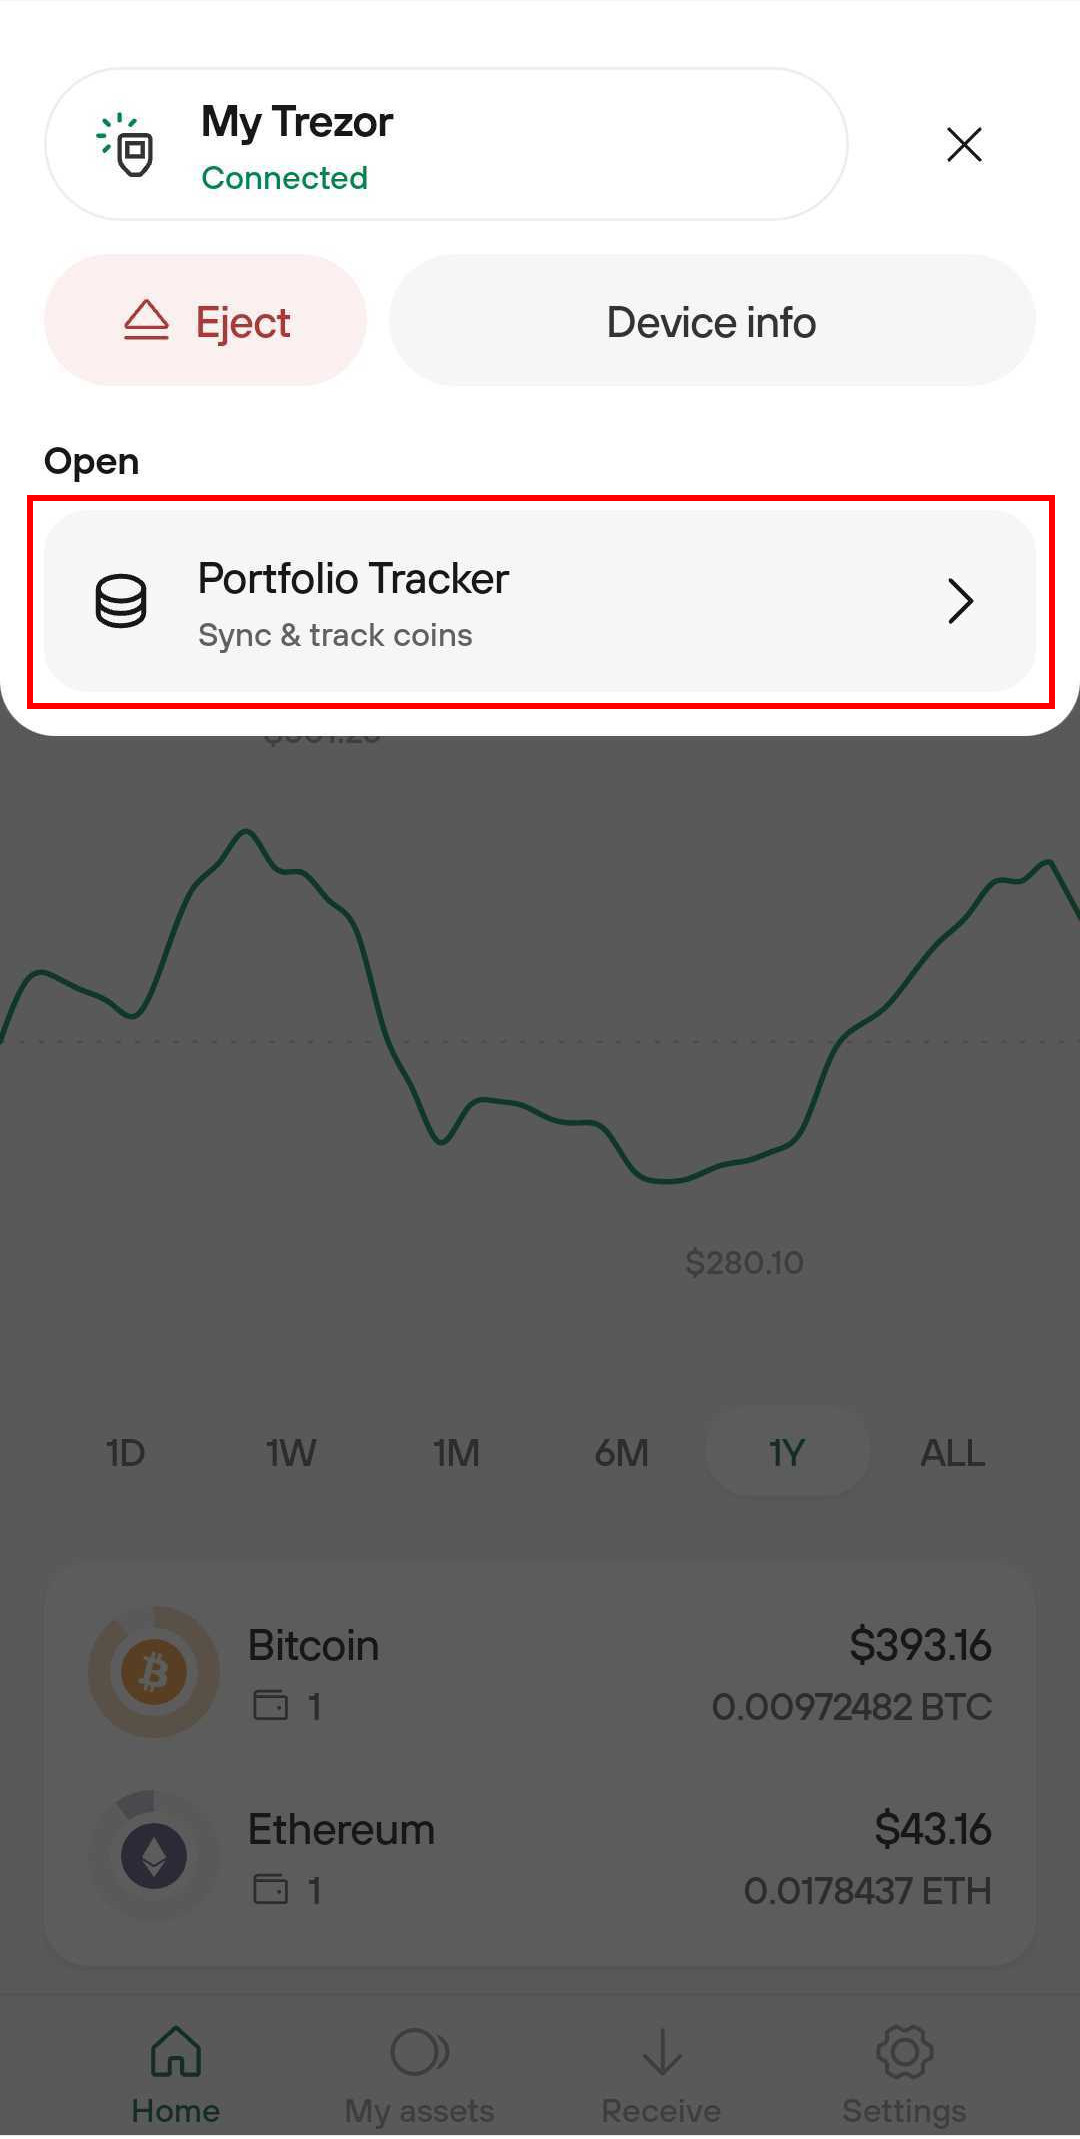 My Trezor
Connected
Eject
Device info
Open
Portfolio Tracker
Sync & track coins
$280.10
1D 1W 1M 6M 1Y ALL
Bitcoin $393.16
1 0.00972482 BTC
Ethereum $43.16
1 0.0178437 ETH
Home My assets Receive Settings